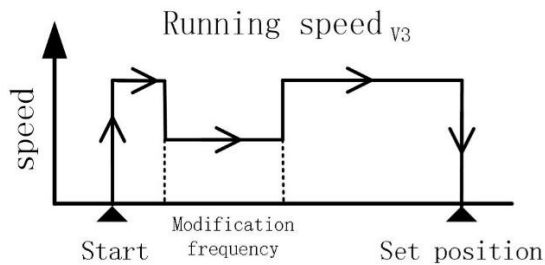 Running speed V3
speed
Modification
frequency
Start
Set position